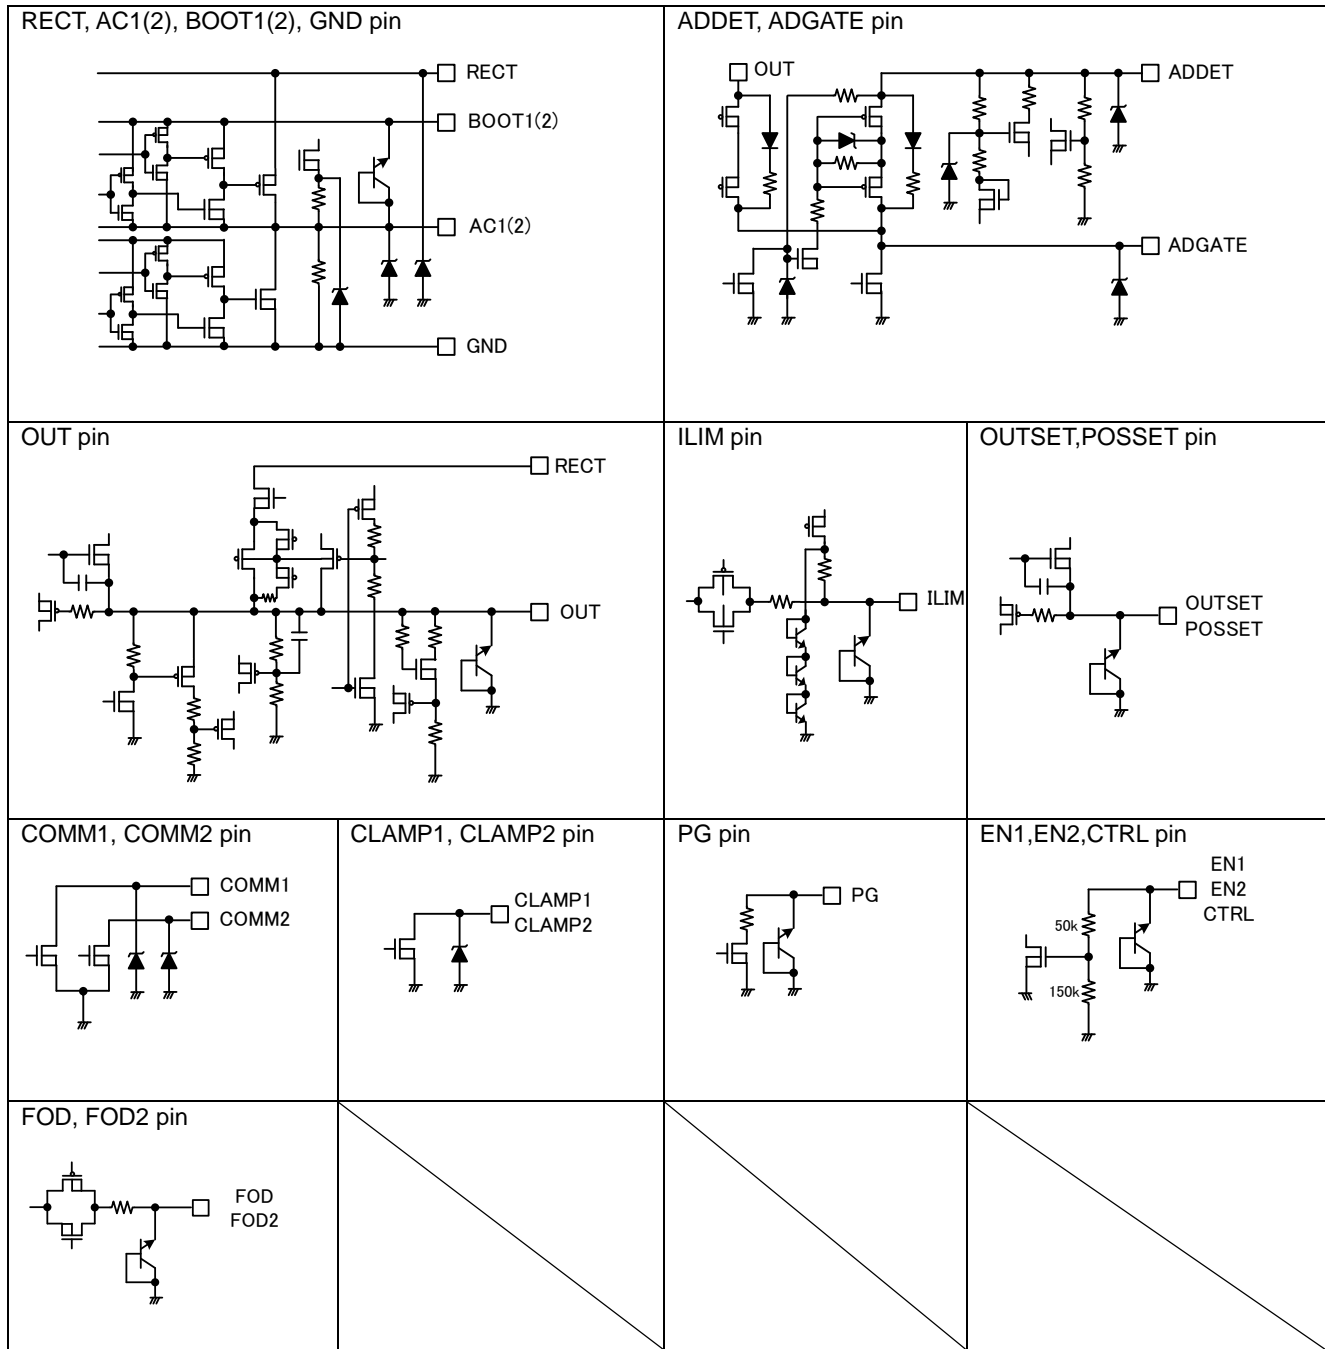 RECT, AC1(2), BOOT1(2), GND pin
RECT
BOOT1(2)
AC1(2)
GND
ADDET, ADGATE pin
OUT
ADDET
ADGATE
OUT pin
RECT
OUT
ILIM pin
ILIM
OUTSET,POSSET pin
OUTSET
POSSET
COMM1, COMM2 pin
COMM1
COMM2
CLAMP1, CLAMP2 pin
CLAMP1
CLAMP2
PG pin
PG
EN1,EN2,CTRL pin
EN1
EN2
CTRL
50k
150k
FOD, FOD2 pin
FOD
FOD2